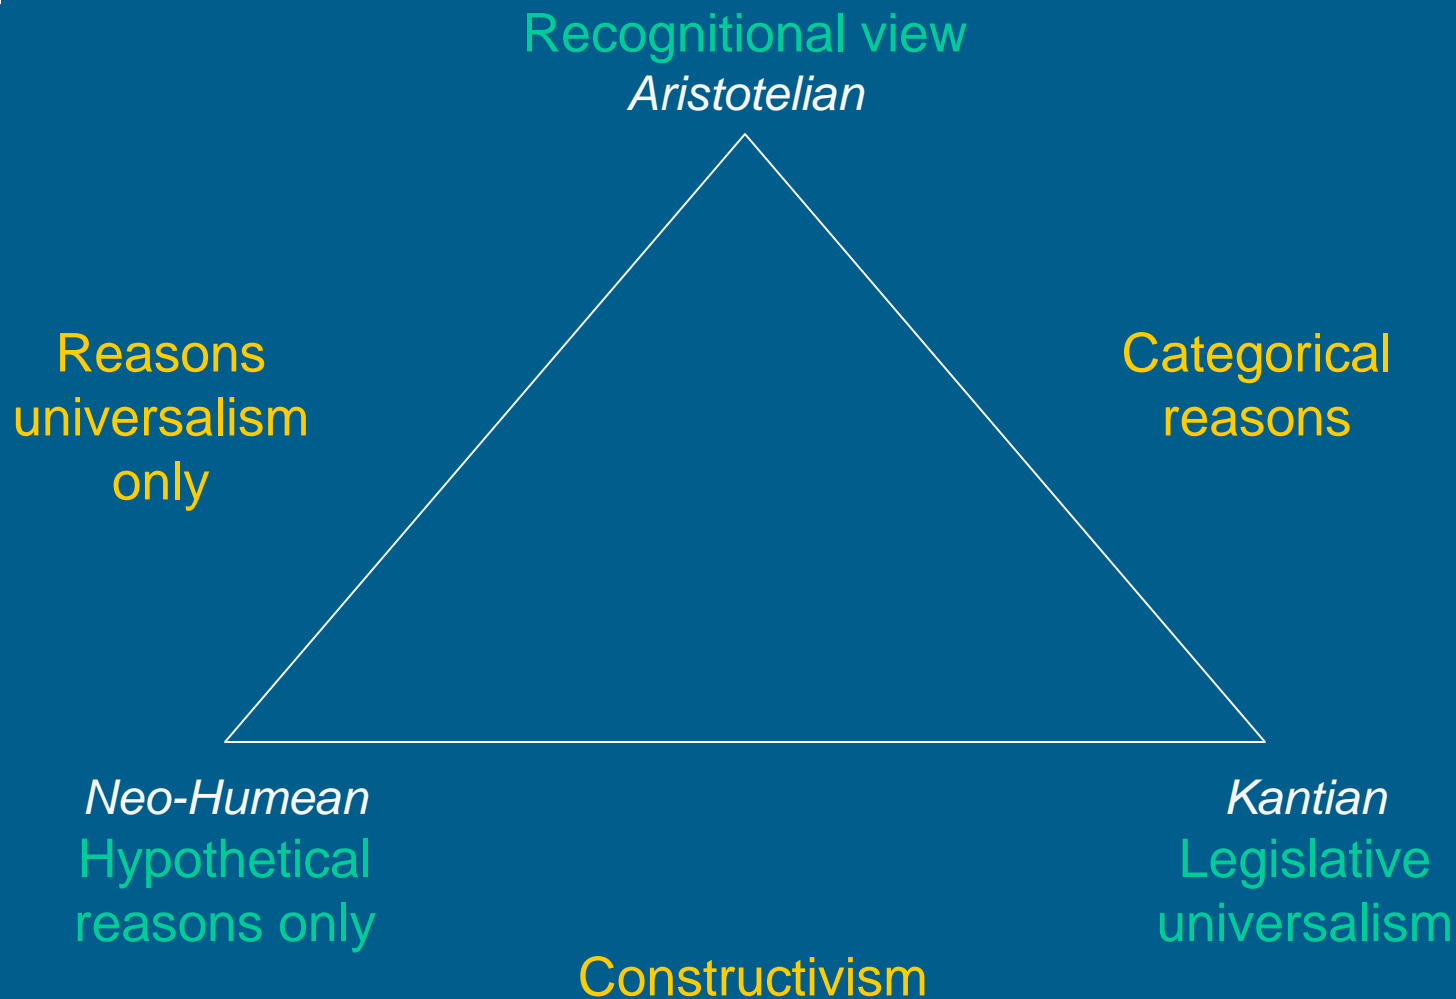 Recognitional view
Aristotelian
Reasons
universalism
only
Categorical
reasons
Neo-Humean
Hypothetical
reasons only
Kantian
Legislative
universalism
Constructivism